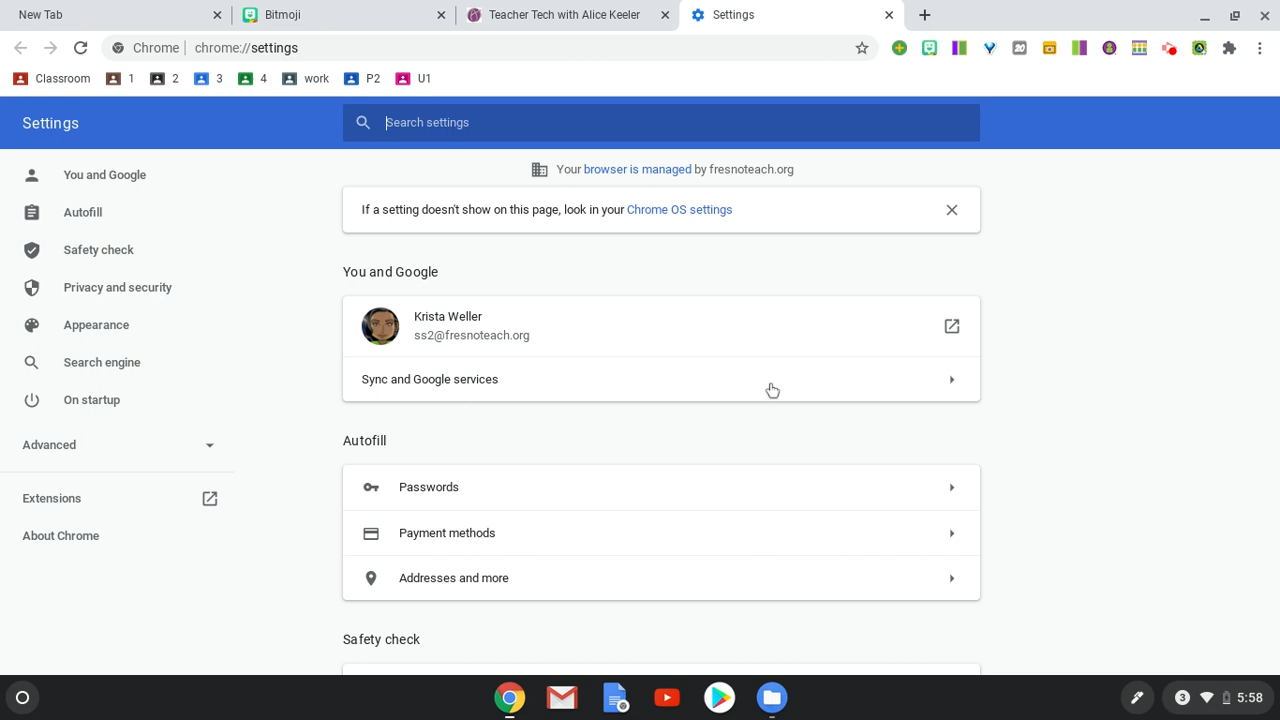 New Tab
Bitmoji
Teacher Tech with Alice Keeler
Settings
Chrome
chrome://settings
20
Classroom
1
2
3
4
work
P2
U1
Settings
Search settings
Your browser is managed by fresnoteach.org
If a setting doesn't show on this page, look in your Chrome OS settings
You and Google
Autofill
Safety check
Privacy and security
Appearance
Search engine
On startup
Advanced
Extensions
About Chrome
You and Google
Krista Weller
ss2@fresnoteach.org
Sync and Google services
Autofill
Passwords
Payment methods
Addresses and more
Safety check
3
5:58